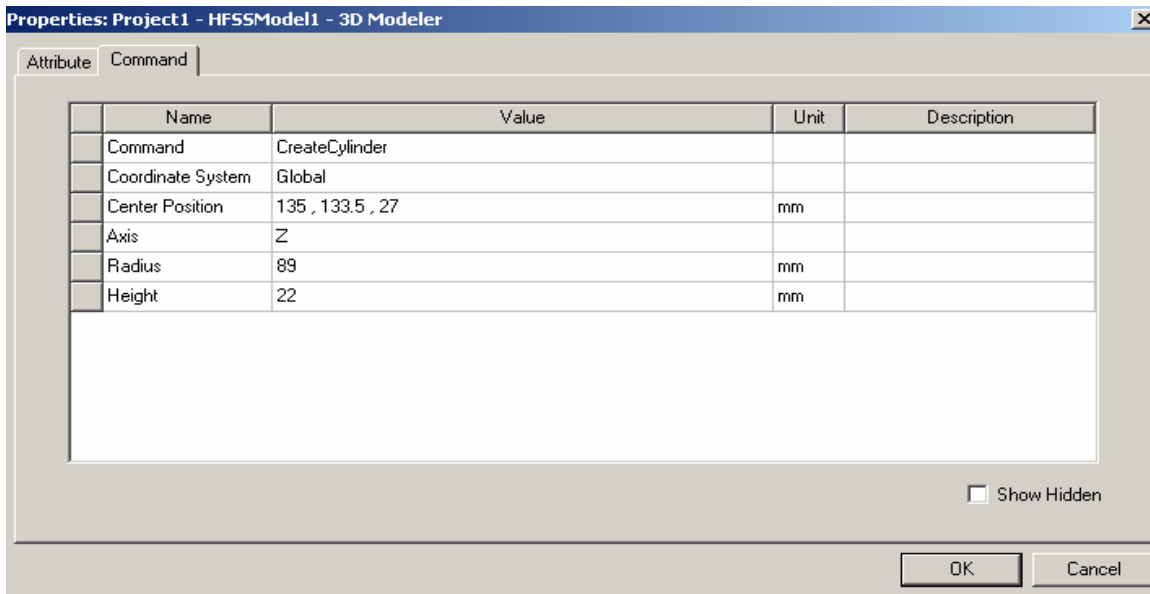 Properties: Project1 - HFSSModel1 - 3D Modeler
Attribute Command
Name Value Unit Description
Command CreateCylinder
Coordinate System Global
Center Position 135 , 133.5 , 27 mm
Axis Z
Radius 89 mm
Height 22 mm
Show Hidden
OK Cancel